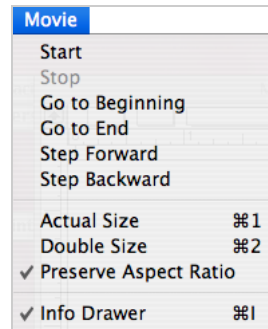 Movie
Start
Stop
Go to Beginning
Go to End
Step Forward
Step Backward
Actual Size ⌘1
Double Size ⌘2
✓ Preserve Aspect Ratio
✓ Info Drawer ⌘I